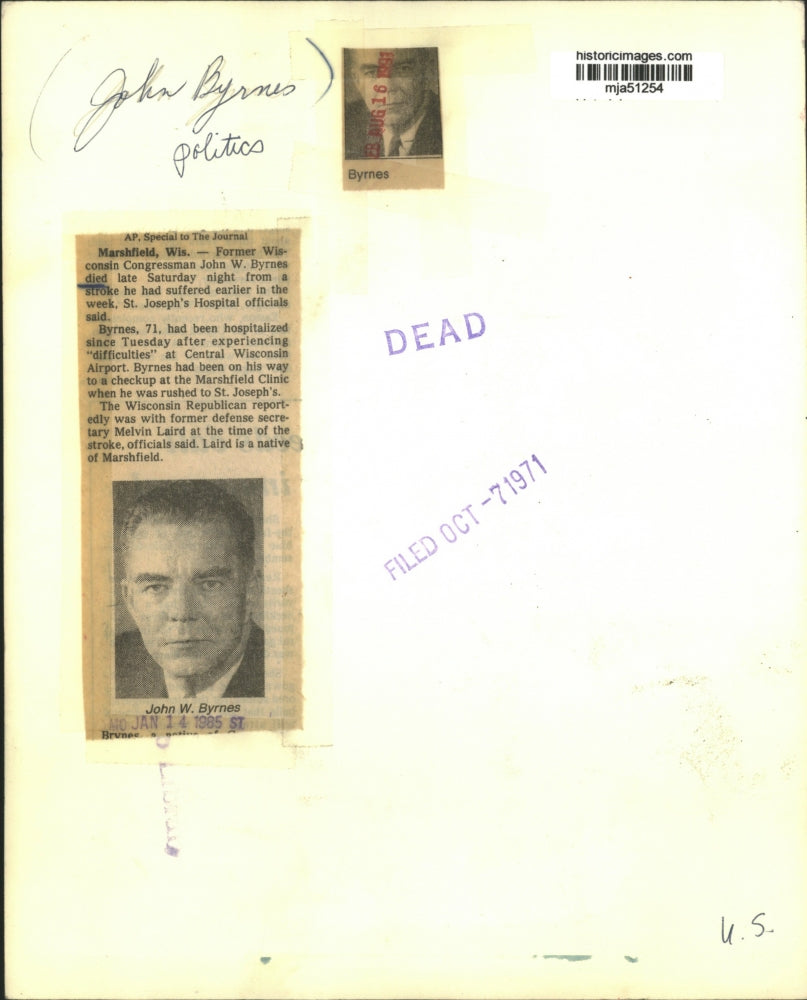 historicimages.com
mja51254
(John Byrnes)
politics
AUG 16
Byrnes
AP, Special to The Journal
Marshfield, Wis. — Former Wis-
consin Congressman John W. Byrnes
died late Saturday night from a
stroke he had suffered earlier in the
week, St. Joseph's Hospital officials
said.
Byrnes, 71, had been hospitalized
since Tuesday after experiencing
"difficulties" at Central Wisconsin
Airport. Byrnes had been on his way
to a checkup at the Marshfield Clinic
when he was rushed to St. Joseph's.
The Wisconsin Republican report-
edly was with former defense secre-
tary Melvin Laird at the time of the
stroke, officials said. Laird is a native
of Marshfield.
John W. Byrnes
MO JAN 14 1985 ST
DEAD
FILED OCT -71971
U.S.